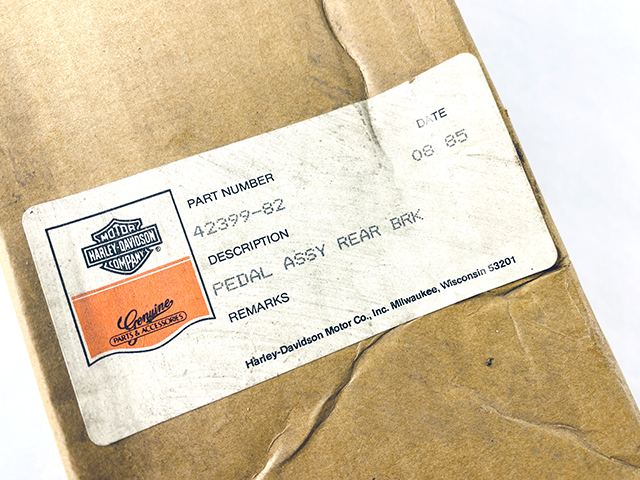 MOTOR
HARLEY-DAVIDSON
COMPANY
®
Genuine
PARTS & ACCESSORIES
PART NUMBER
42399-82
DESCRIPTION
PEDAL ASSY REAR BRK
REMARKS
DATE
08 85
Harley-Davidson Motor Co., Inc. Milwaukee, Wisconsin 53201